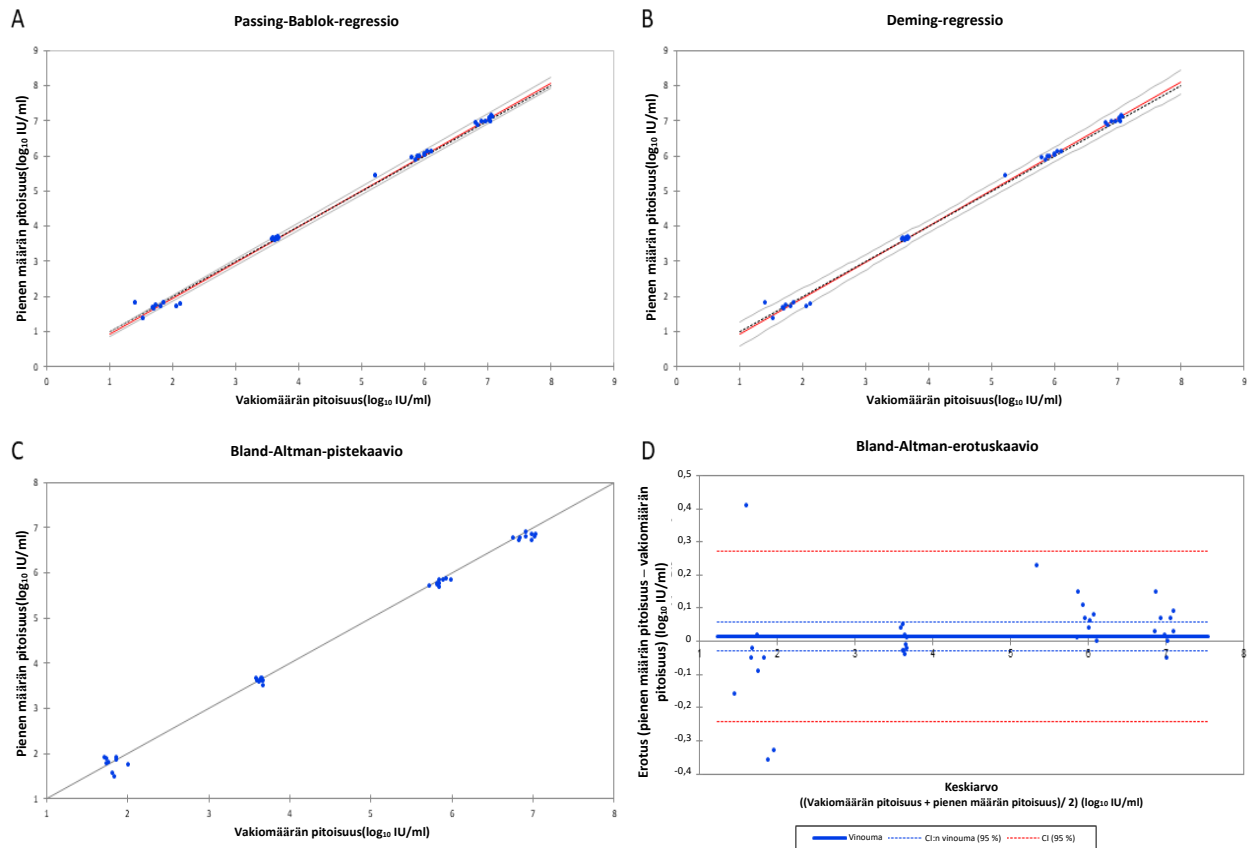 A
Passing-Bablok-regressio
Pienen määrän pitoisuus(log₁₀ IU/ml)
9
8
7
6
5
4
3
2
1
0
0 1 2 3 4 5 6 7 8 9
Vakiomäärän pitoisuus(log₁₀ IU/ml)
B
Deming-regressio
Pienen määrän pitoisuus(log₁₀ IU/ml)
9
8
7
6
5
4
3
2
1
0
0 1 2 3 4 5 6 7 8 9
Vakiomäärän pitoisuus(log₁₀ IU/ml)
C
Bland-Altman-pistekaavio
Pienen määrän pitoisuus(log₁₀ IU/ml)
8
7
6
5
4
3
2
1
1 2 3 4 5 6 7 8
Vakiomäärän pitoisuus(log₁₀ IU/ml)
D
Bland-Altman-erotuskaavio
Erotus (pienen määrän pitoisuus – vakiomäärän
pitoisuus) (log₁₀ IU/ml)
0,5
0,4
0,3
0,2
0,1
0
-0,1
-0,2
-0,3
-0,4
1 2 3 4 5 6 7 8
Keskiarvo
((Vakiomäärän pitoisuus + pienen määrän pitoisuus)/ 2) (log₁₀ IU/ml)
Vinouma CI:n vinouma (95 %) CI (95 %)